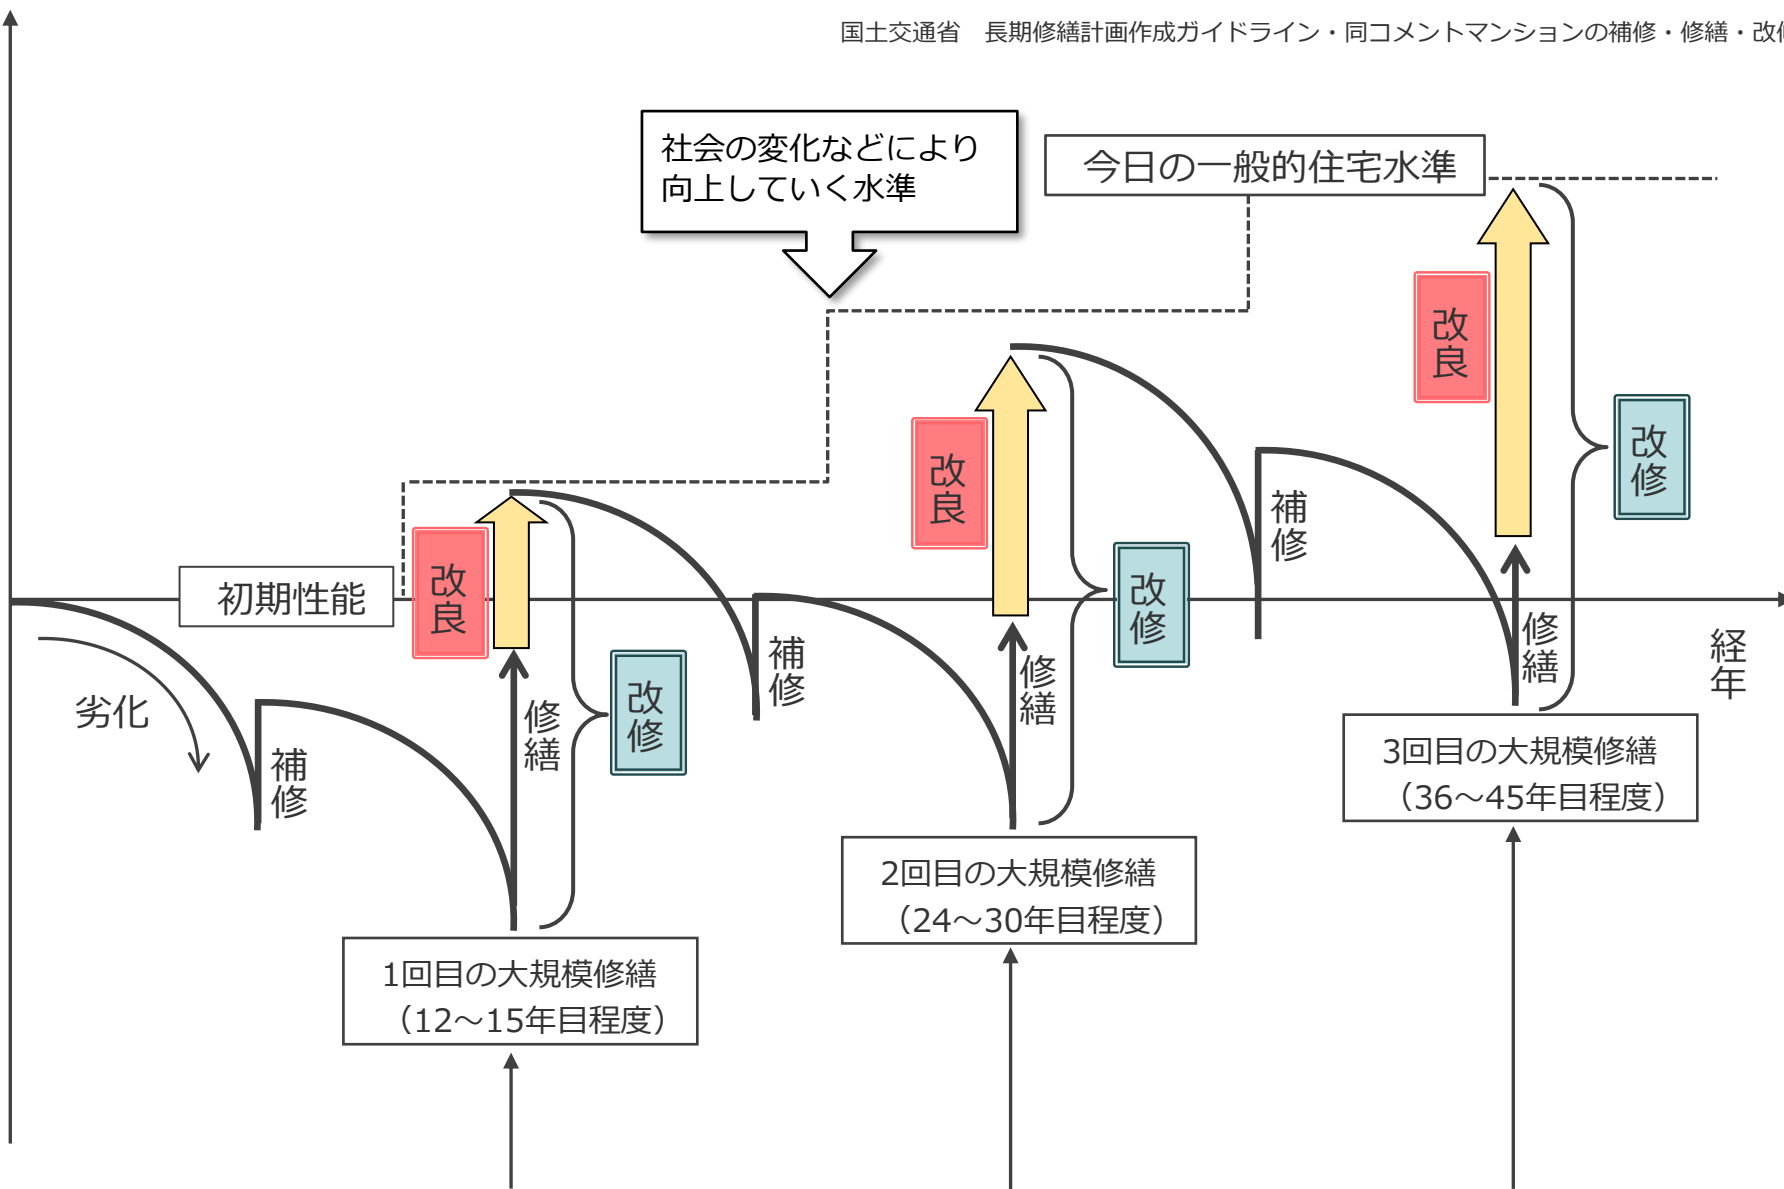 国土交通省　長期修繕計画作成ガイドライン・同コメントマンションの補修・修繕・改
社会の変化などにより
向上していく水準
今日の一般的住宅水準
改良
改良
改良
改修
改修
改修
初期性能
劣化
補修
補修
補修
修繕
修繕
修繕
経年
3回目の大規模修繕
（36～45年目程度）
2回目の大規模修繕
（24～30年目程度）
1回目の大規模修繕
（12～15年目程度）